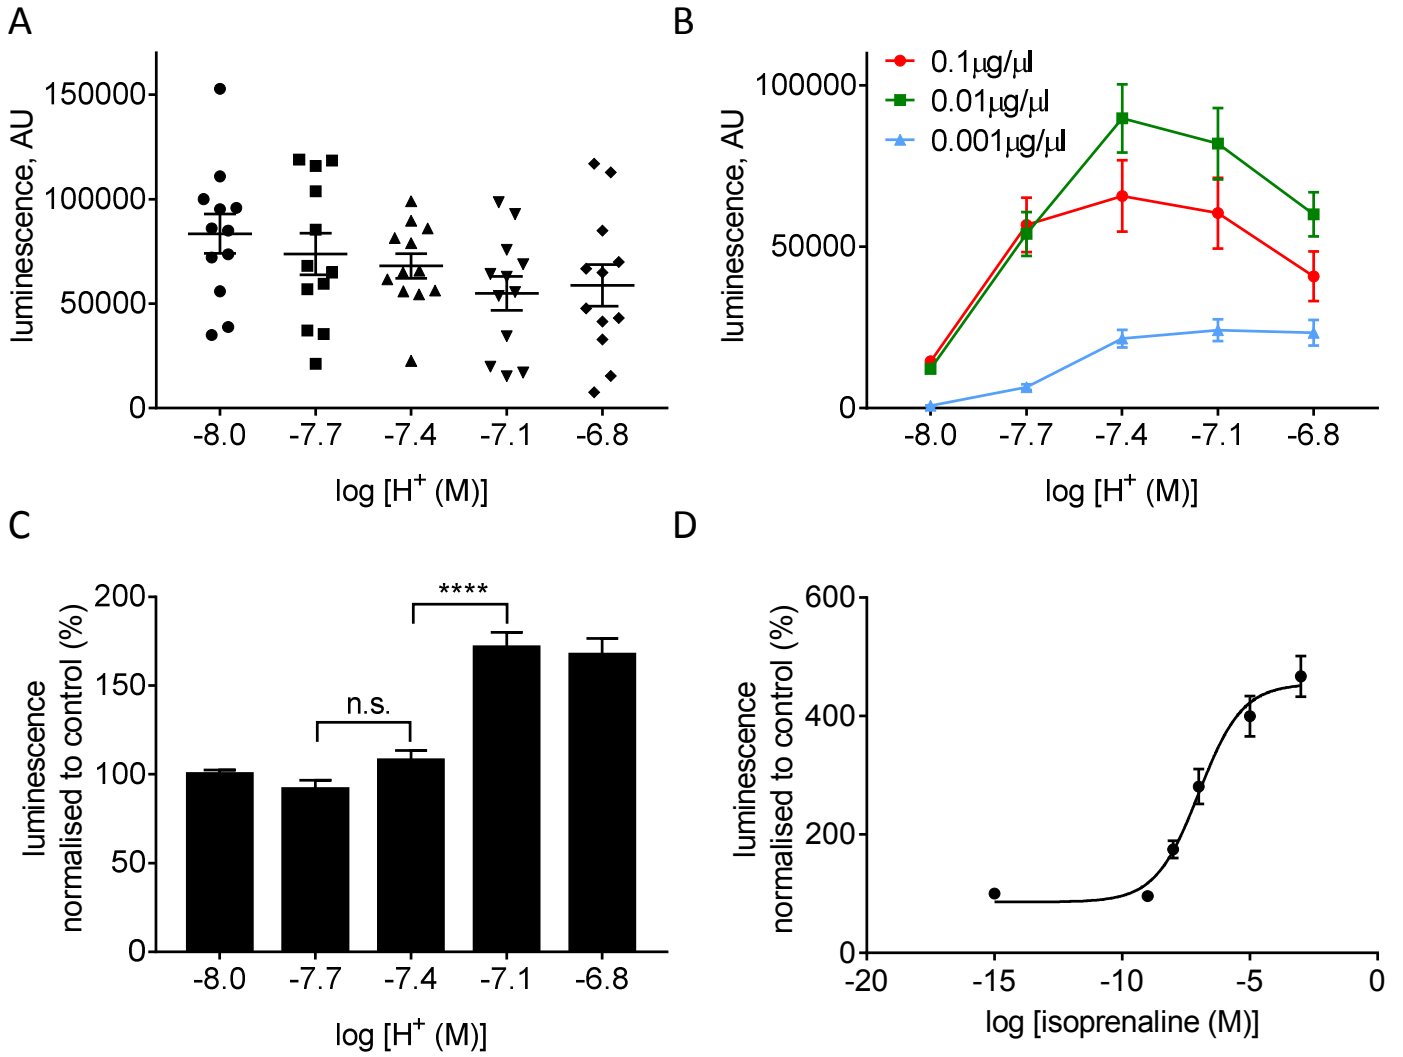 A
luminescence, AU
150000
100000
50000
0
-8.0 -7.7 -7.4 -7.1 -6.8
log [H⁺ (M)]
B
luminescence, AU
100000
50000
0
0.1µg/µl
0.01µg/µl
0.001µg/µl
-8.0 -7.7 -7.4 -7.1 -6.8
log [H⁺ (M)]
C
luminescence
normalised to control (%)
200
150
100
50
0
n.s.
****
-8.0 -7.7 -7.4 -7.1 -6.8
log [H⁺ (M)]
D
luminescence
normalised to control (%)
600
400
200
0
-20 -15 -10 -5 0
log [isoprenaline (M)]